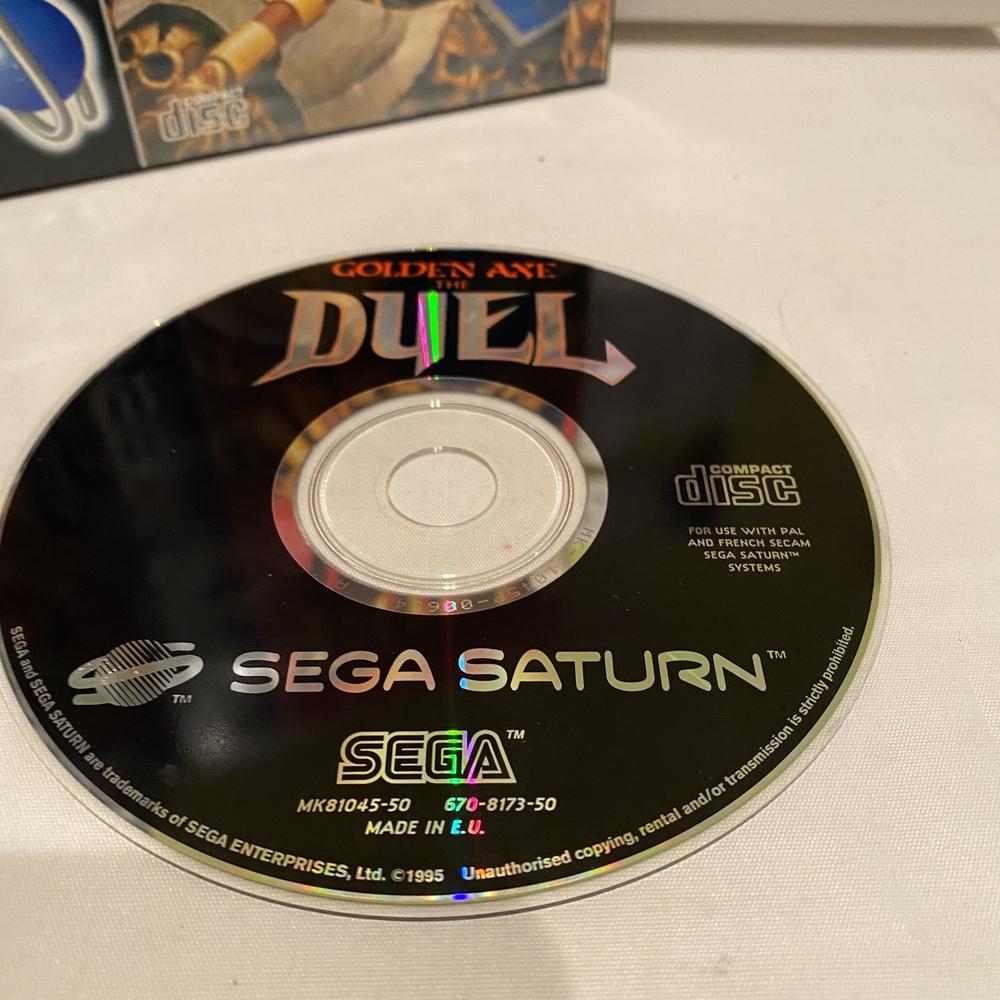 COMPACT
disc
GOLDEN AXE
THE
DUEL
COMPACT
disc
FOR USE WITH PAL
AND FRENCH SECAM
SEGA SATURN™
SYSTEMS
TM
SEGA SATURN™
SEGA™
MK81045-50 670-8173-50
MADE IN E.U.
SEGA and SEGA SATURN are trademarks of SEGA ENTERPRISES, Ltd. ©1995 Unauthorised copying, rental and/or transmission is strictly prohibited.